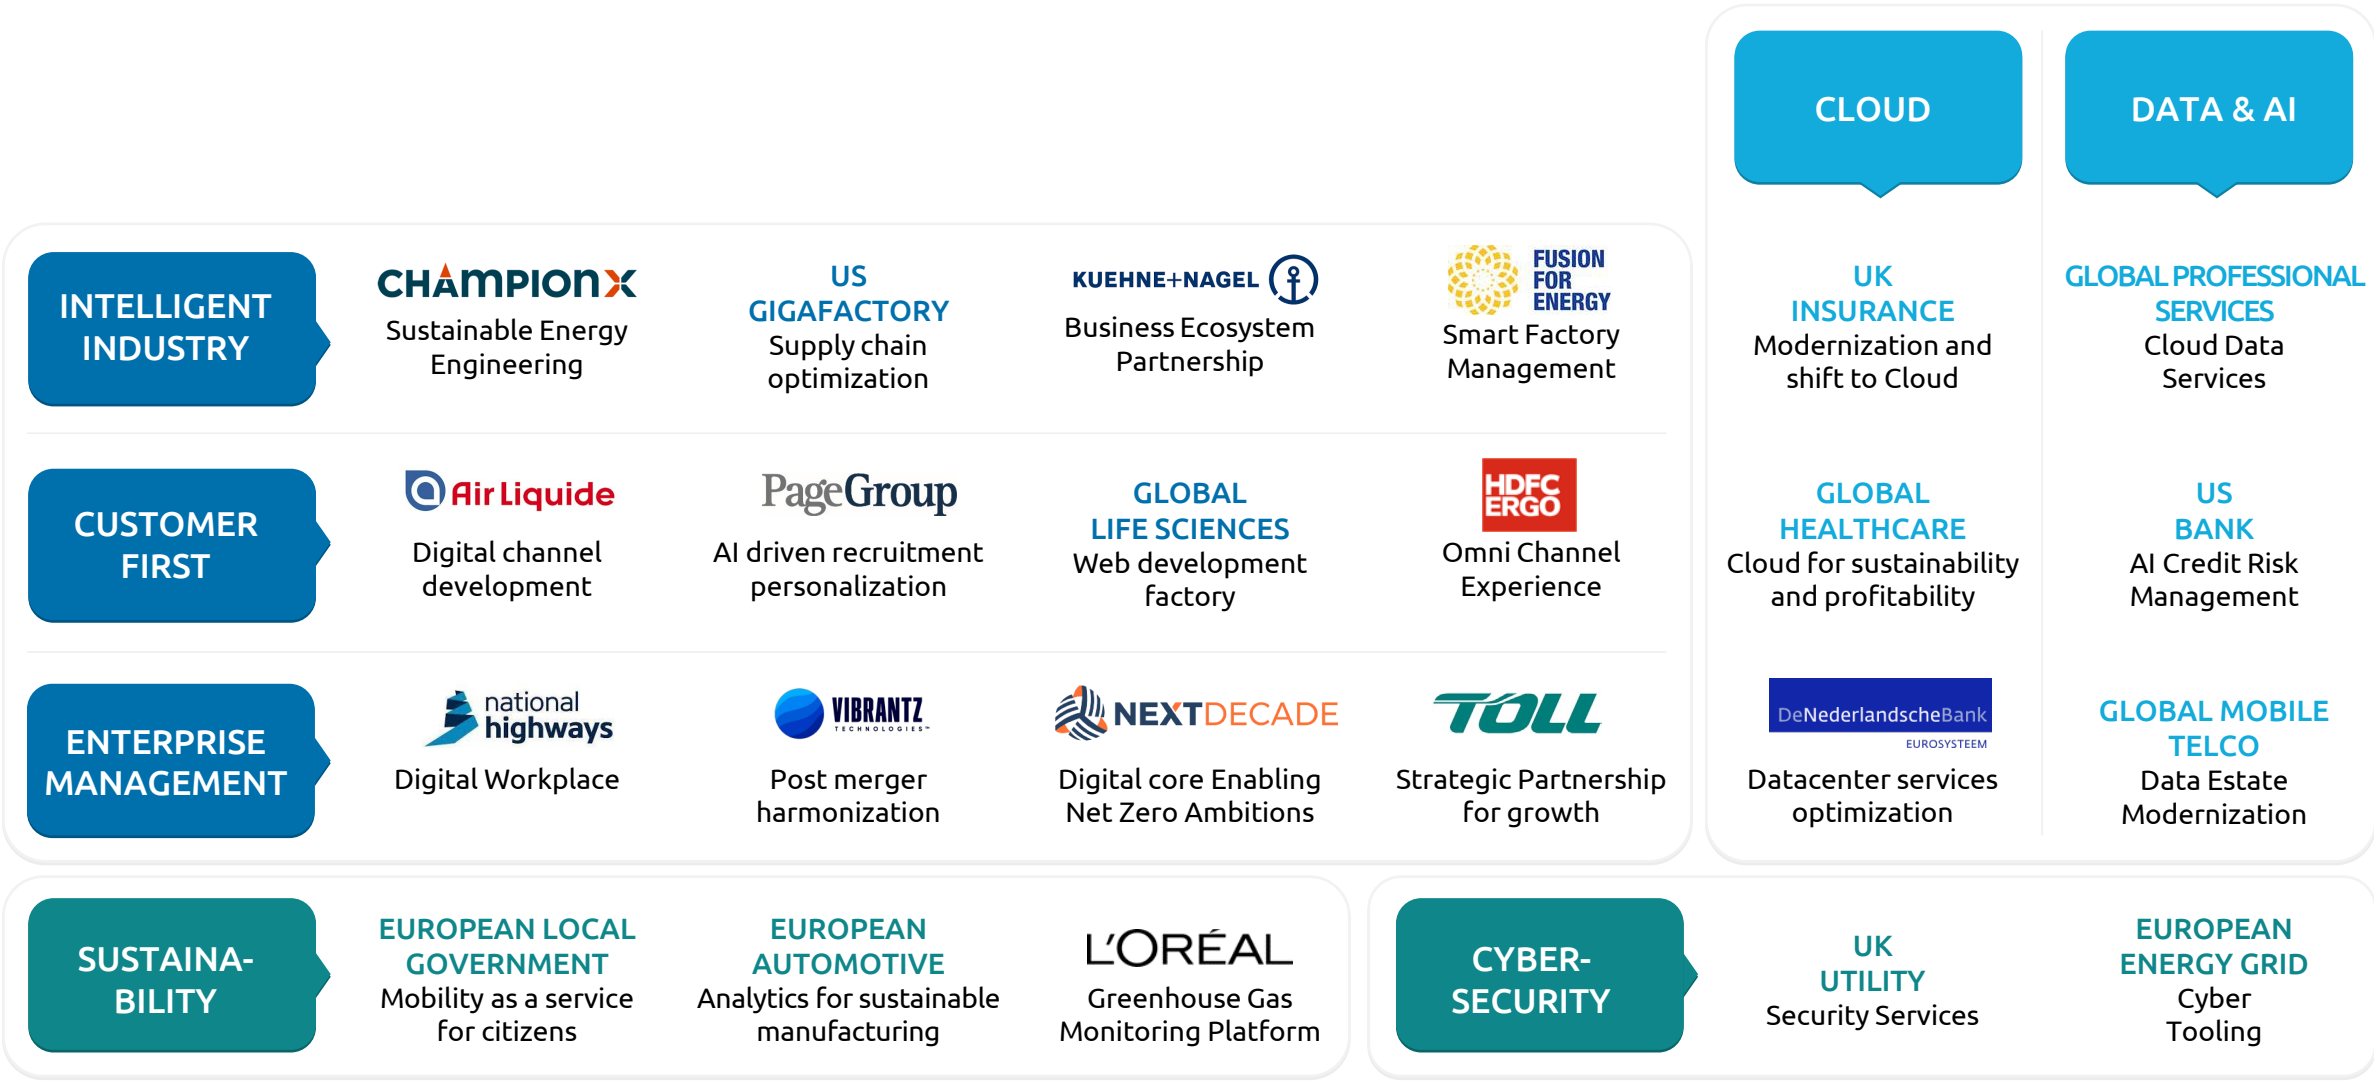 CLOUD
DATA & AI
INTELLIGENT
INDUSTRY
CHAMPIONX
Sustainable Energy
Engineering
US
GIGAFACTORY
Supply chain
optimization
KUEHNE+NAGEL
Business Ecosystem
Partnership
FUSION
FOR
ENERGY
Smart Factory
Management
UK
INSURANCE
Modernization and
shift to Cloud
GLOBAL PROFESSIONAL
SERVICES
Cloud Data
Services
CUSTOMER
FIRST
Air Liquide
Digital channel
development
PageGroup
AI driven recruitment
personalization
GLOBAL
LIFE SCIENCES
Web development
factory
HDFC
ERGO
Omni Channel
Experience
GLOBAL
HEALTHCARE
Cloud for sustainability
and profitability
US
BANK
AI Credit Risk
Management
ENTERPRISE
MANAGEMENT
national
highways
Digital Workplace
VIBRANTZ
TECHNOLOGIES™
Post merger
harmonization
NEXTDECADE
Digital core Enabling
Net Zero Ambitions
TOLL
Strategic Partnership
for growth
DeNederlandscheBank
EUROSYSTEEM
Datacenter services
optimization
GLOBAL MOBILE
TELCO
Data Estate
Modernization
SUSTAINA-
BILITY
EUROPEAN LOCAL
GOVERNMENT
Mobility as a service
for citizens
EUROPEAN
AUTOMOTIVE
Analytics for sustainable
manufacturing
L'ORÉAL
Greenhouse Gas
Monitoring Platform
CYBER-
SECURITY
UK
UTILITY
Security Services
EUROPEAN
ENERGY GRID
Cyber
Tooling